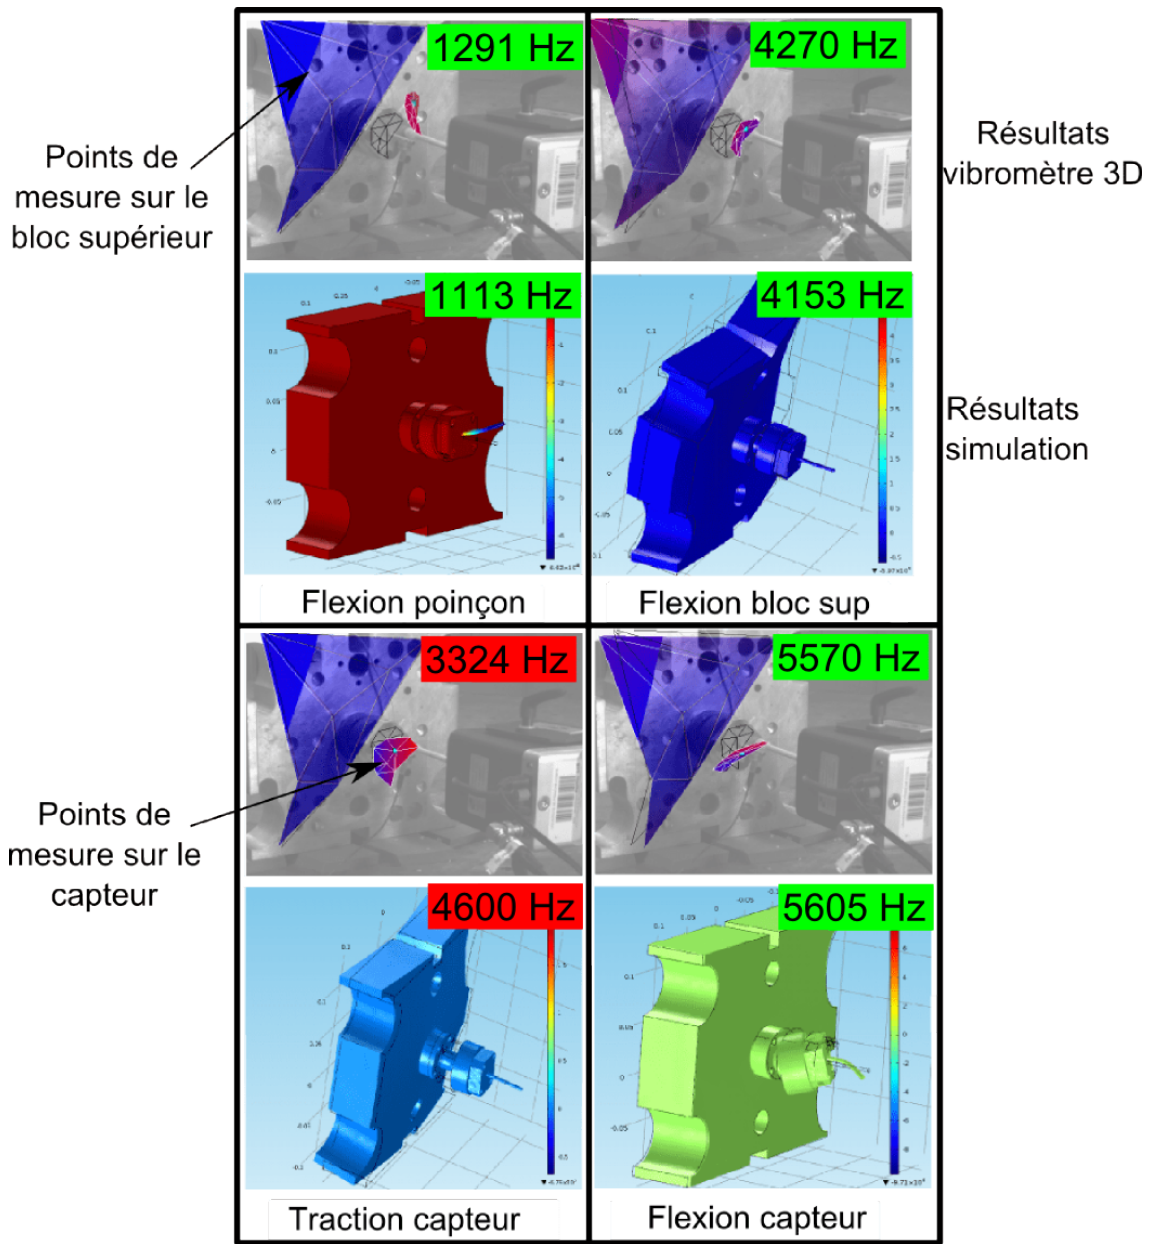 1291 Hz
4270 Hz
Points de
mesure sur le
bloc supérieur
Résultats
vibromètre 3D
1113 Hz
4153 Hz
Résultats
simulation
Flexion poinçon
Flexion bloc sup
3324 Hz
5570 Hz
Points de
mesure sur le
capteur
4600 Hz
5605 Hz
Traction capteur
Flexion capteur